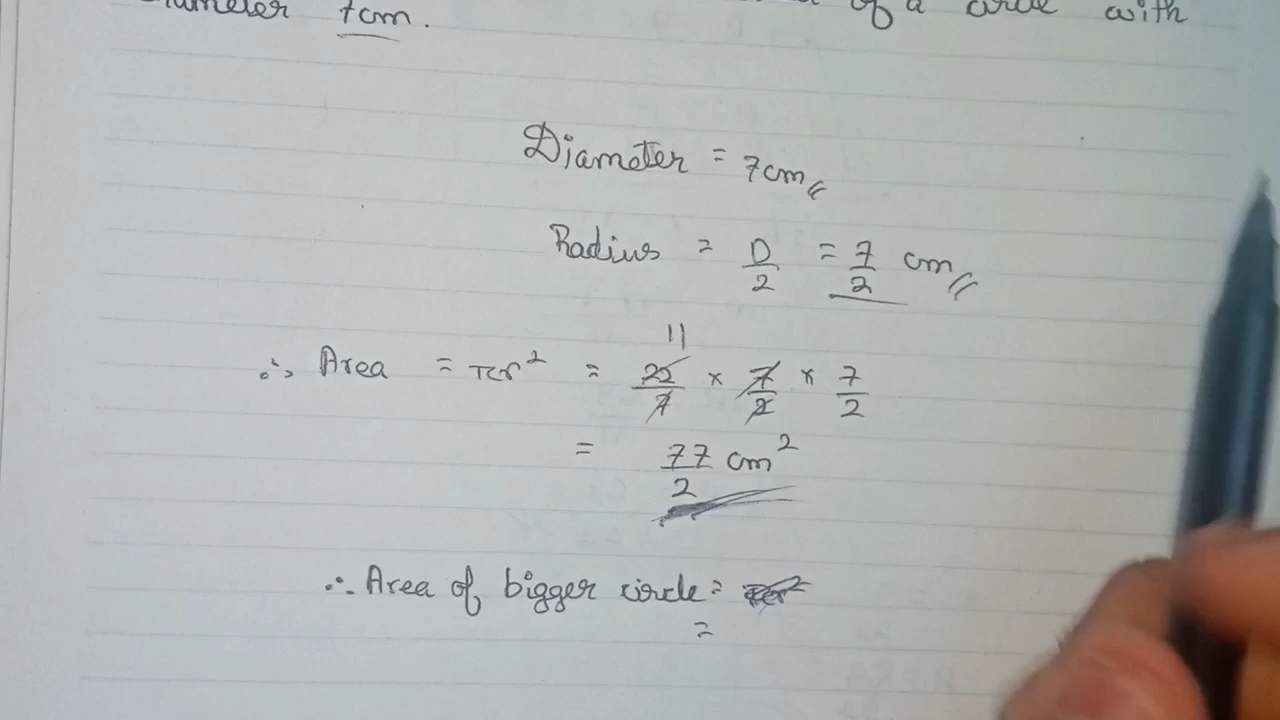 of a circle with
Diameter 7cm.
Diameter = 7cm
Radius = D/2 = 7/2 cm
11
∴ Area = πr² = 22/7 × 7/2 × 7/2
= 77/2 cm²
∴ Area of bigger circle =
=